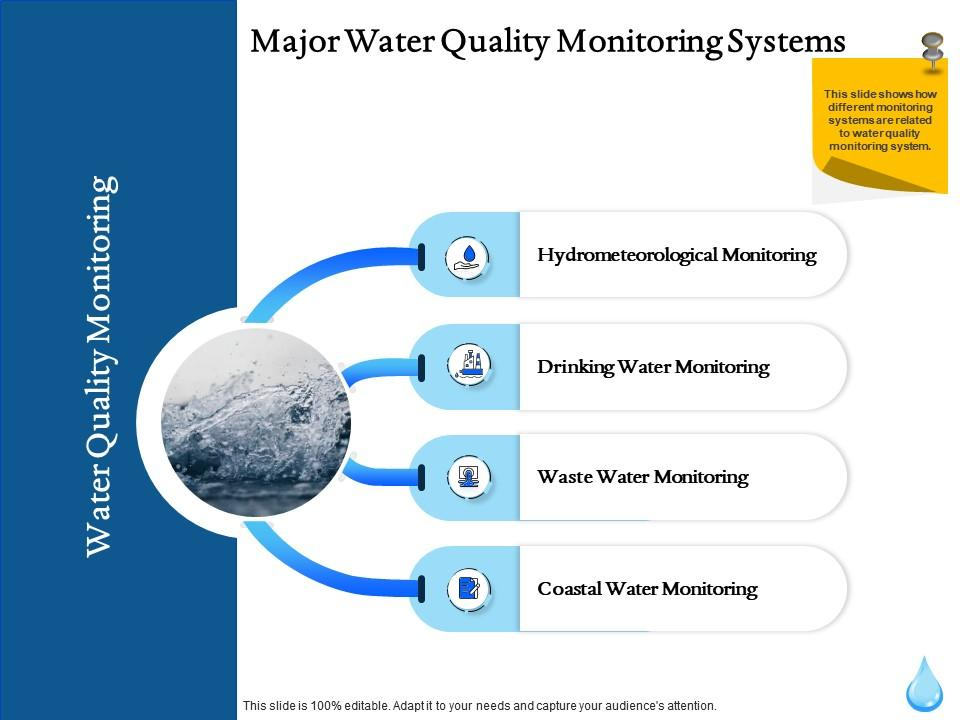 Major Water Quality Monitoring Systems
This slide shows how
different monitoring
systems are related
to water quality
monitoring system.
Water Quality Monitoring
Hydrometeorological Monitoring
Drinking Water Monitoring
Waste Water Monitoring
Coastal Water Monitoring
This slide is 100% editable. Adapt it to your needs and capture your audience's attention.